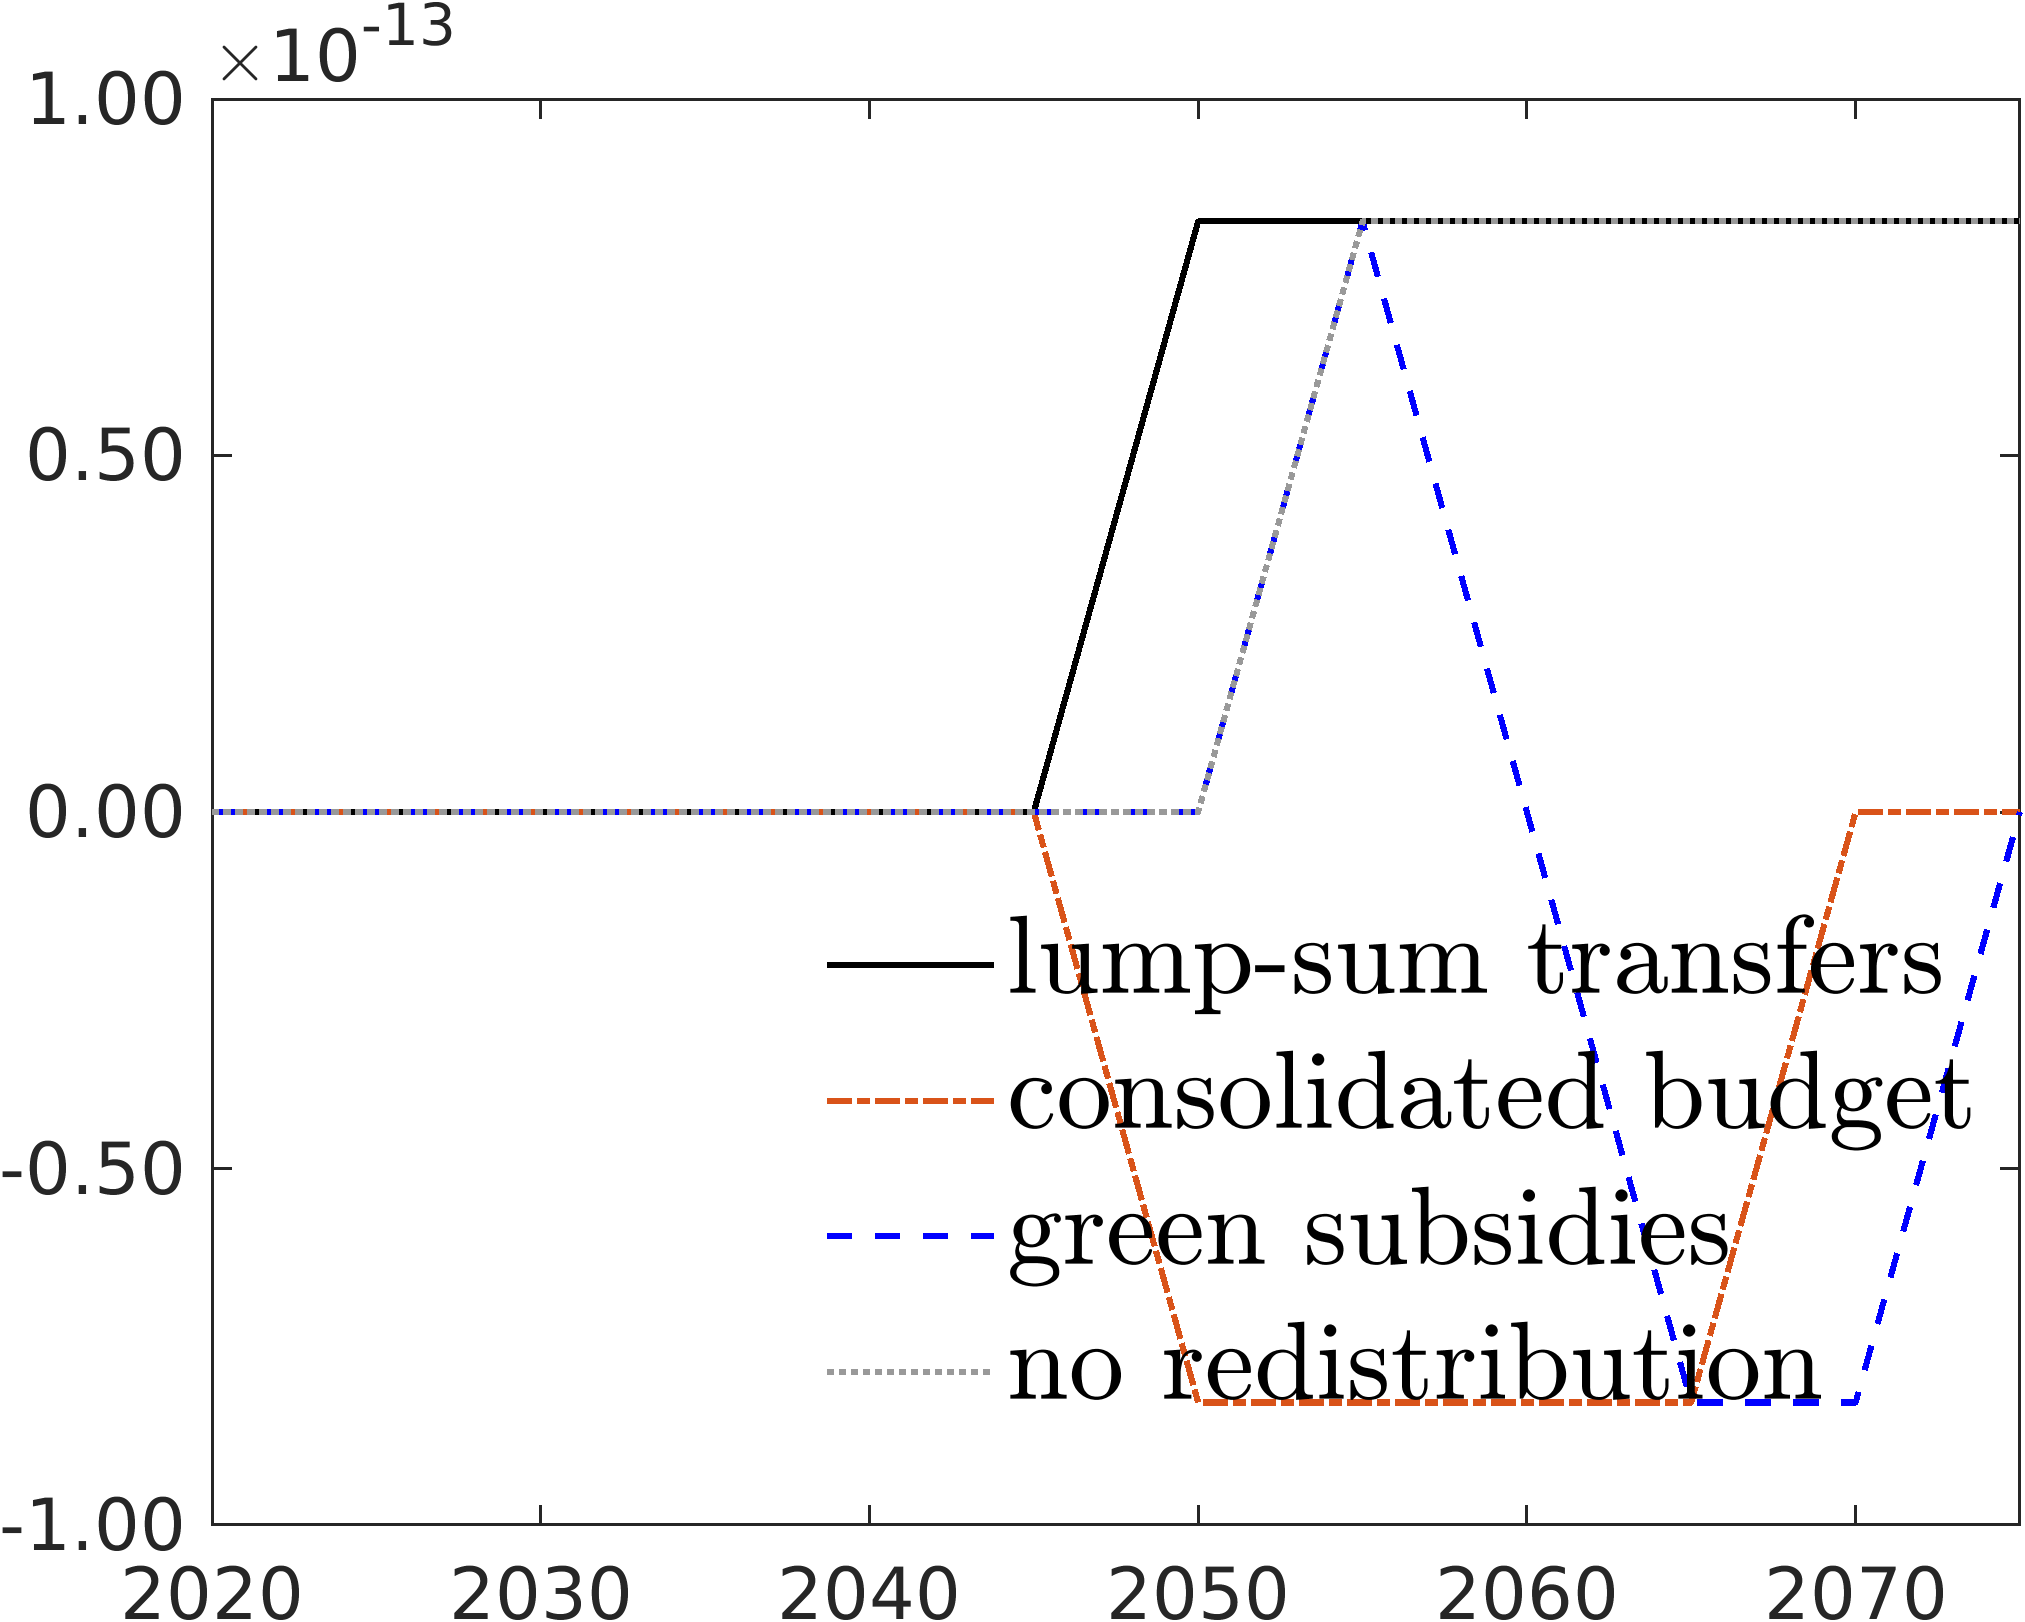 ×10-13
1.00
0.50
0.00
-0.50
-1.00
lump-sum transfers
consolidated budget
green subsidies
no redistribution
2020 2030 2040 2050 2060 2070